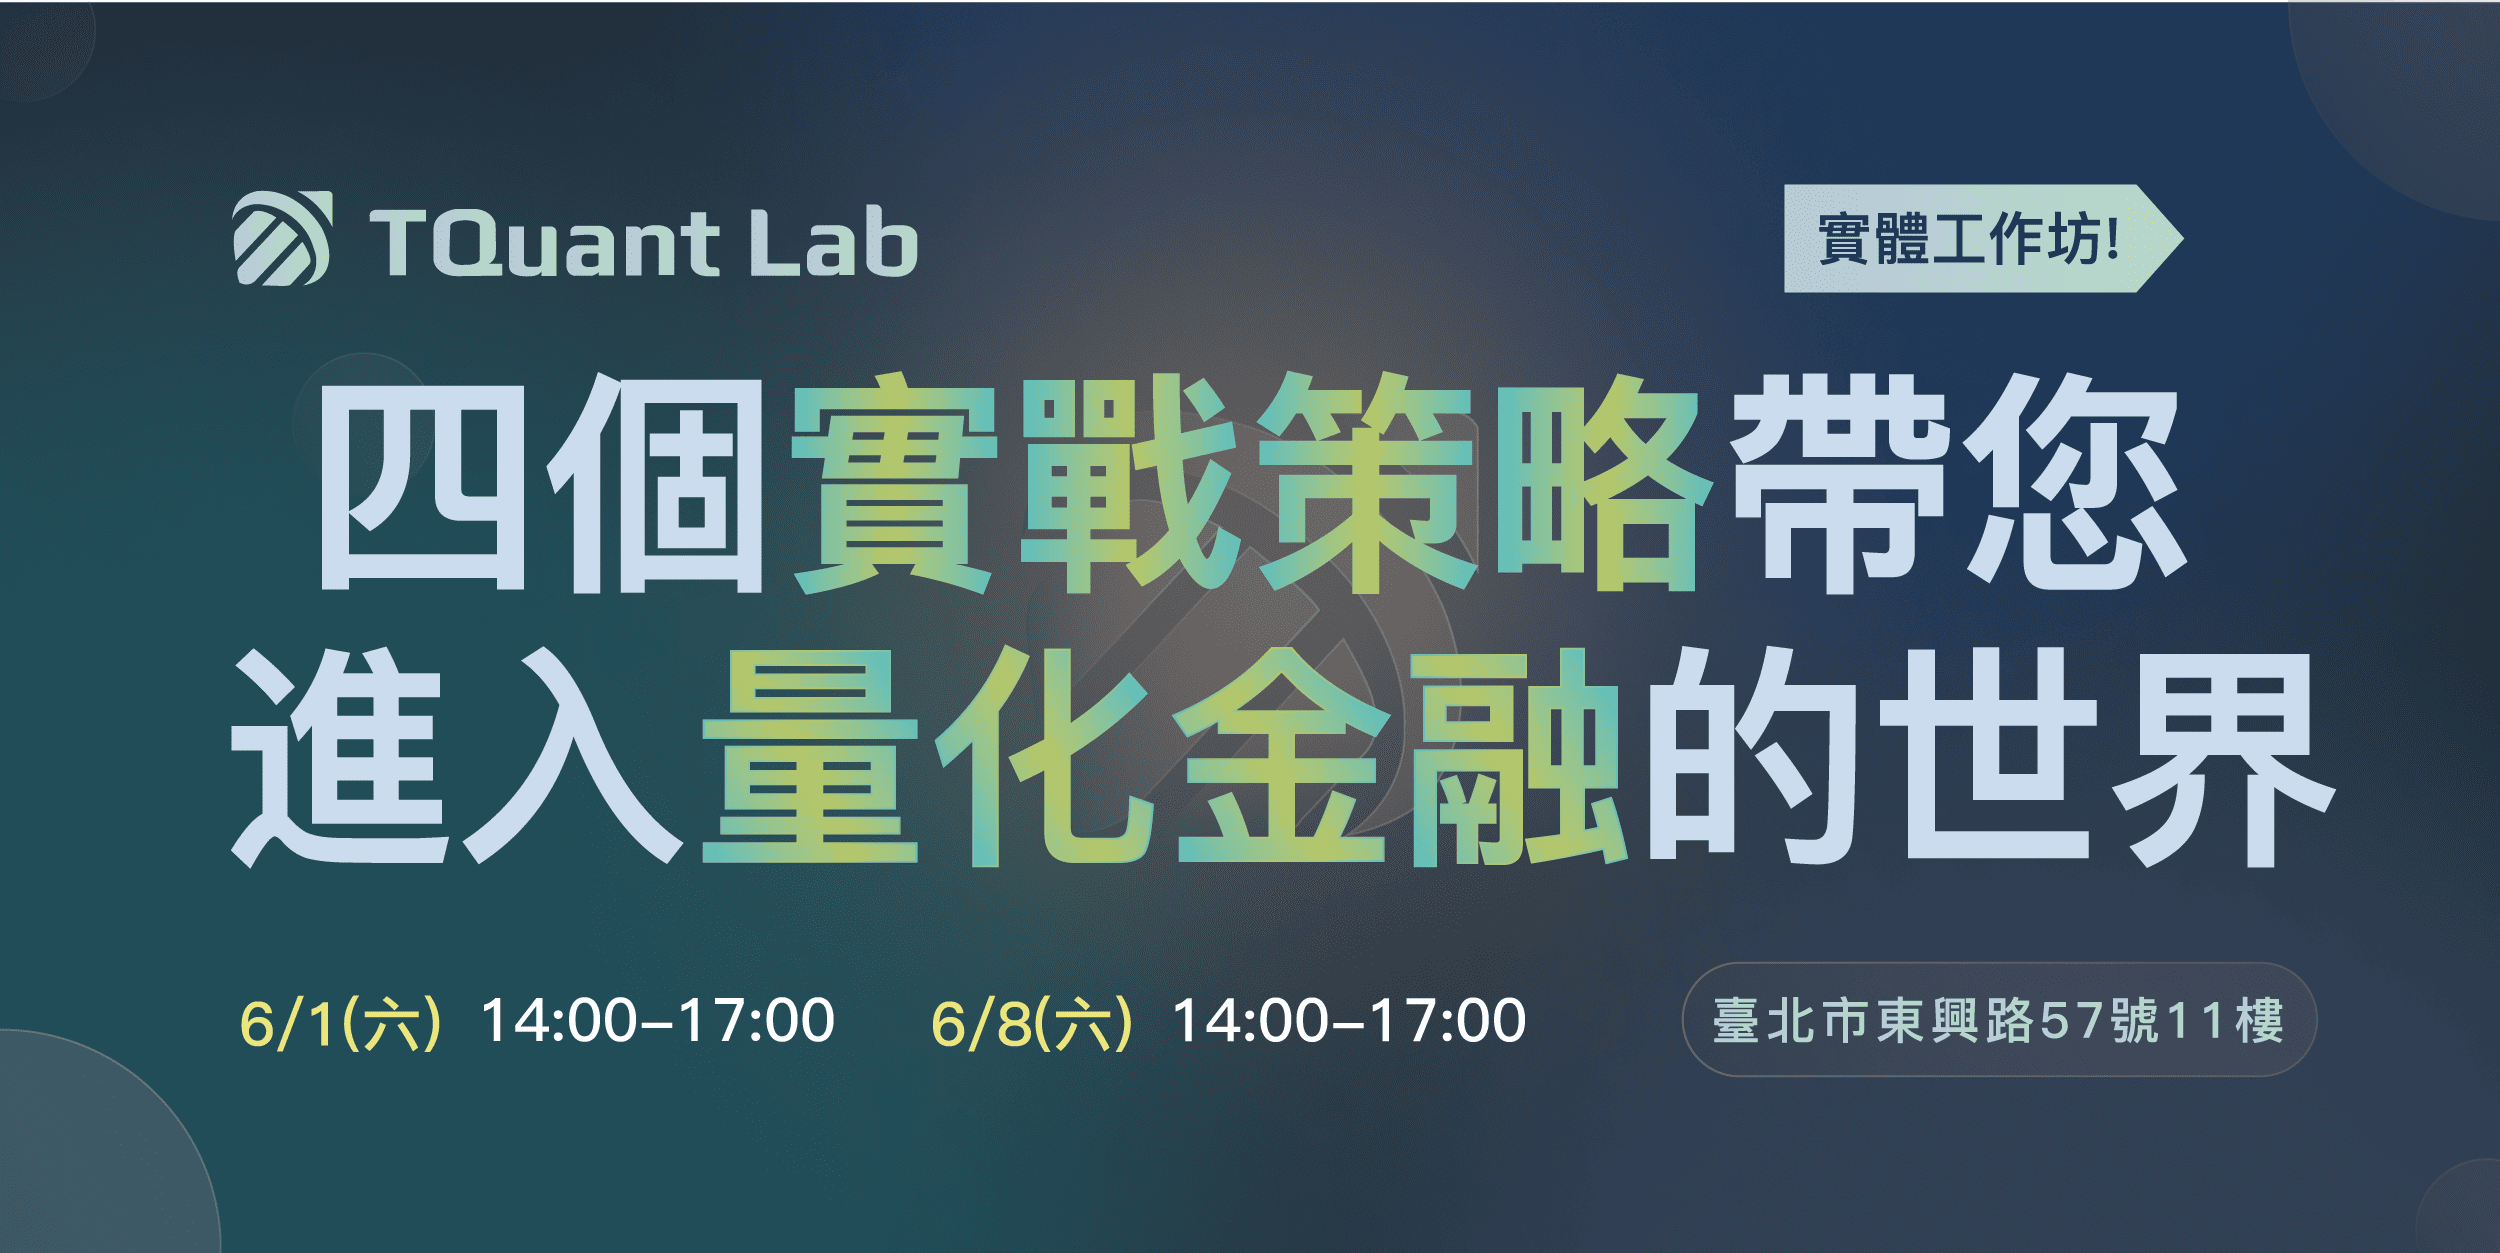 TQuant Lab
實體工作坊!
四個實戰策略帶您
進入量化金融的世界
6/1(六) 14:00–17:00 6/8(六) 14:00–17:00
臺北市東興路57號11樓